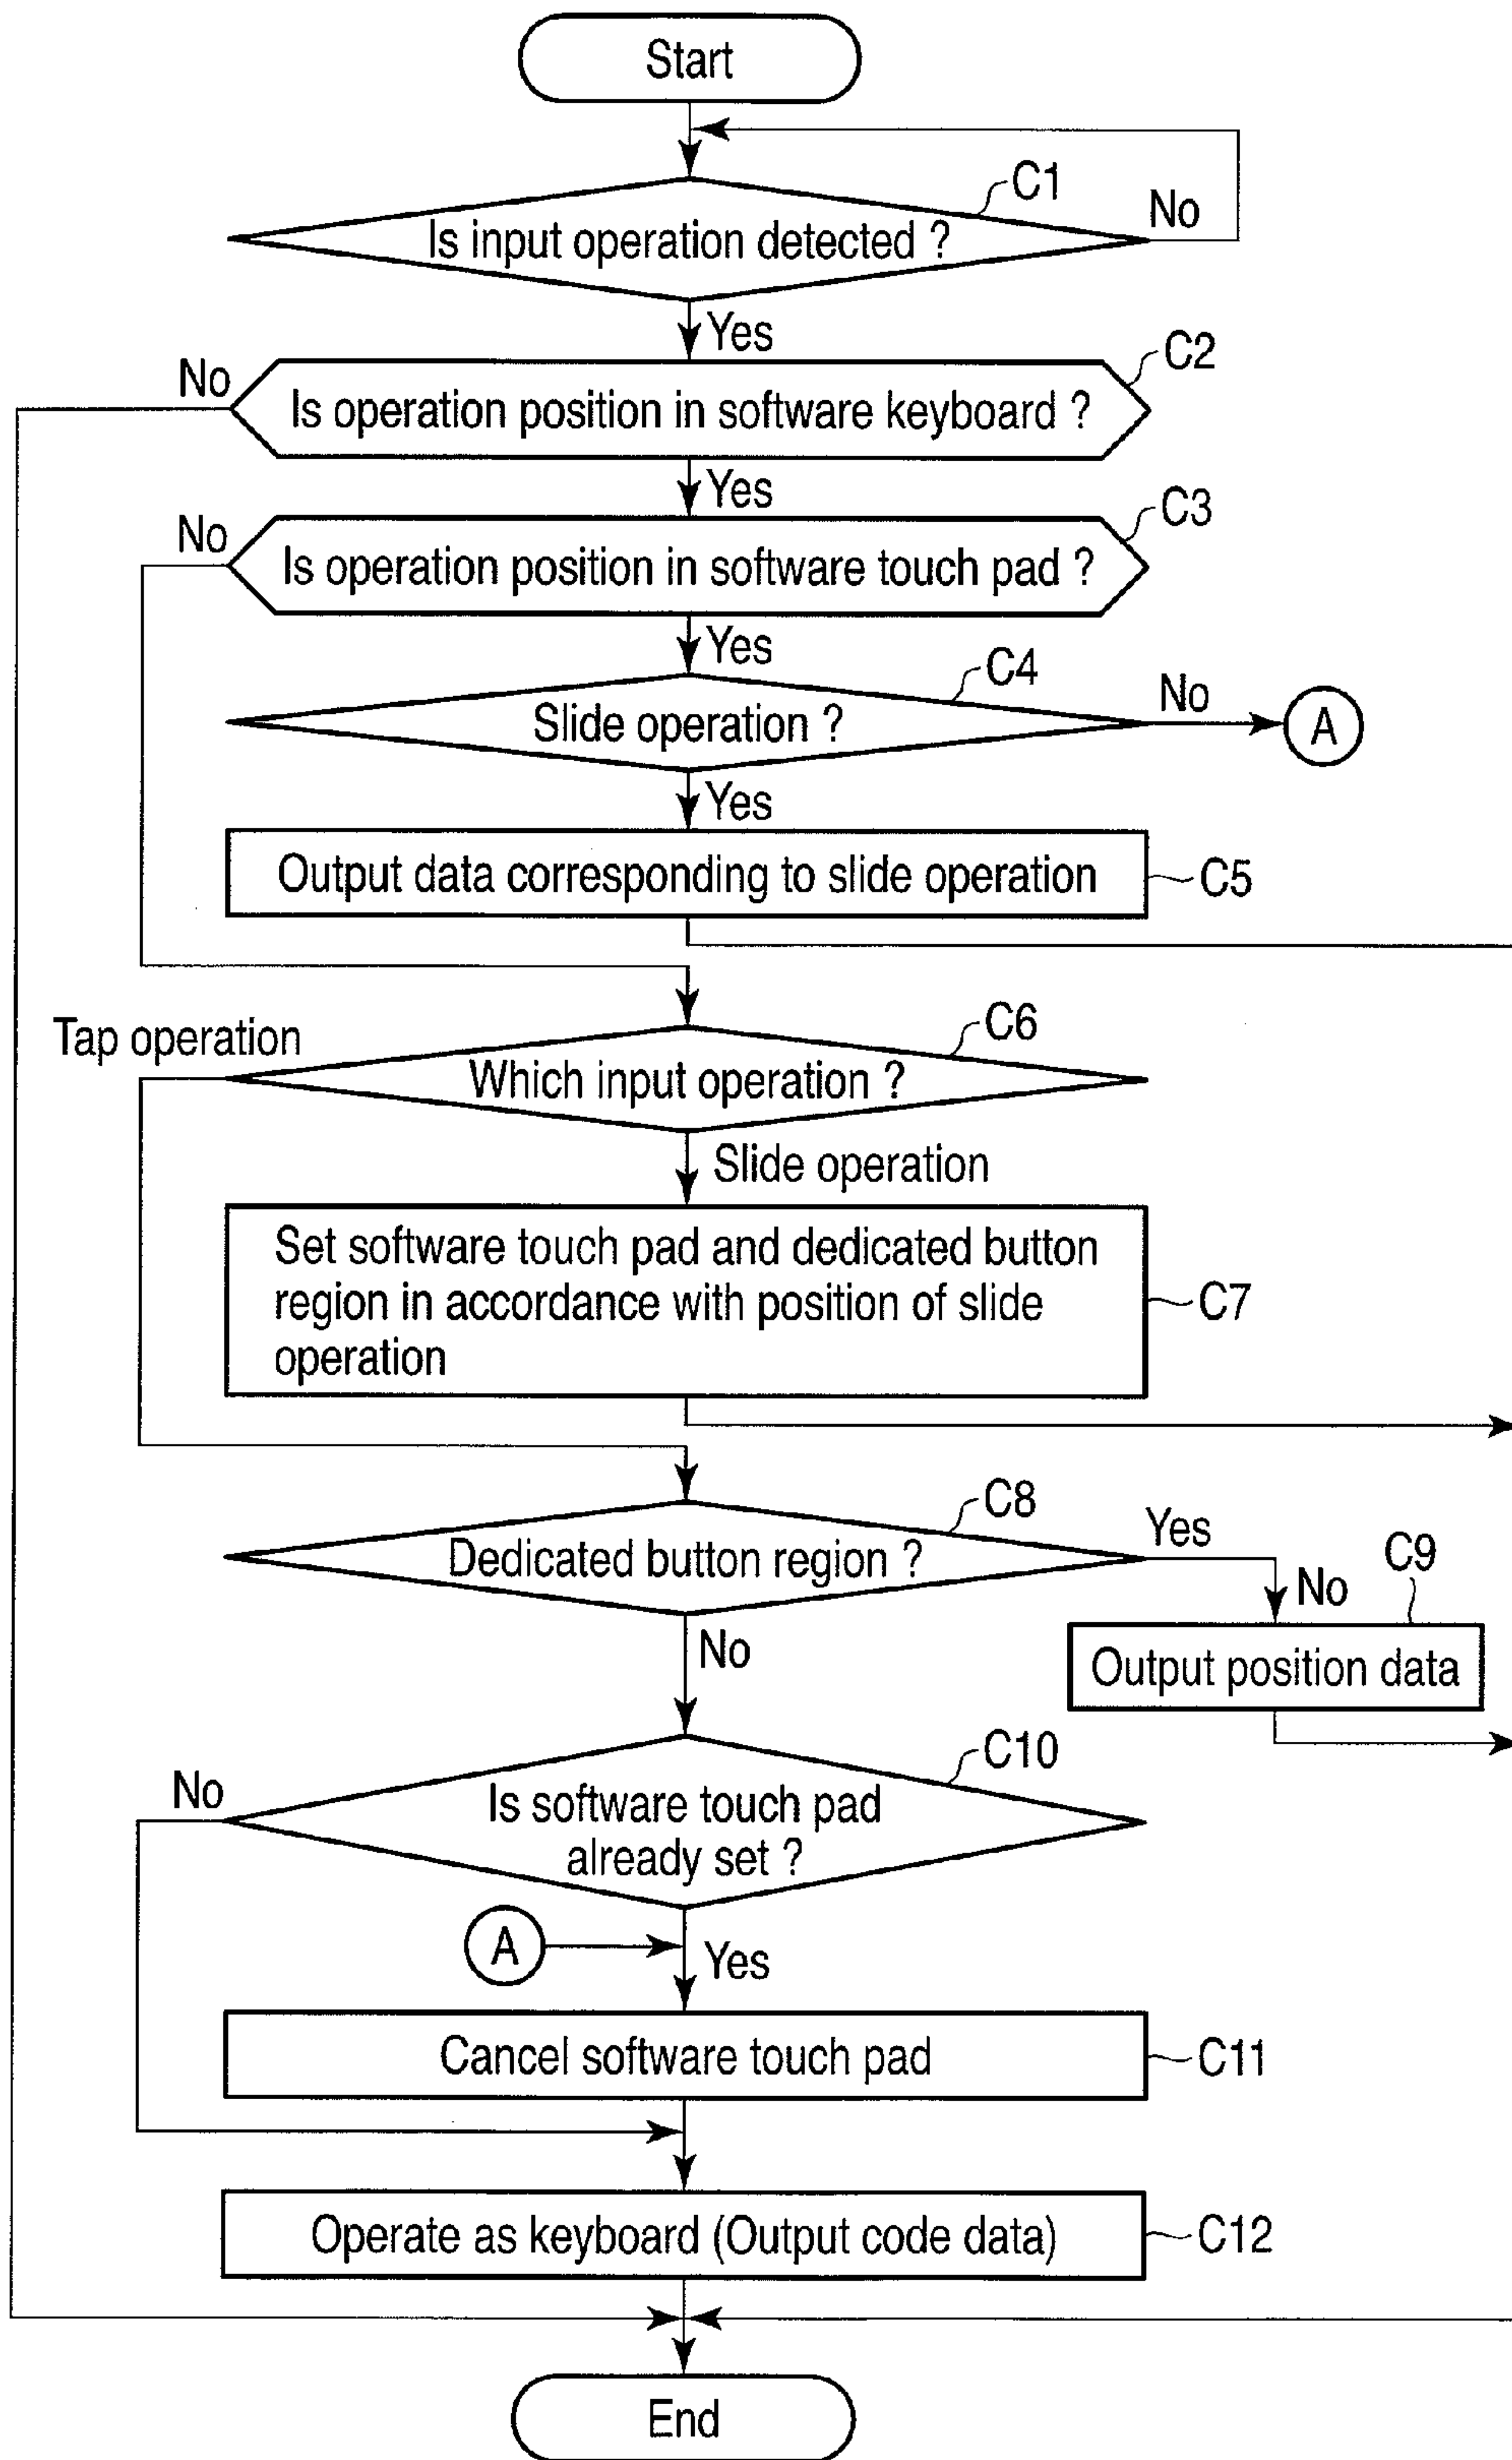 Start
C1
Is input operation detected ?
No
Yes
C2
No
Is operation position in software keyboard ?
Yes
C3
No
Is operation position in software touch pad ?
Yes
C4
Slide operation ?
No
A
Yes
Output data corresponding to slide operation
C5
Tap operation
C6
Which input operation ?
Slide operation
Set software touch pad and dedicated button
region in accordance with position of slide
operation
C7
C8
Dedicated button region ?
Yes
No
C9
Output position data
No
C10
No
Is software touch pad
already set ?
A
Yes
Cancel software touch pad
C11
Operate as keyboard (Output code data)
C12
End